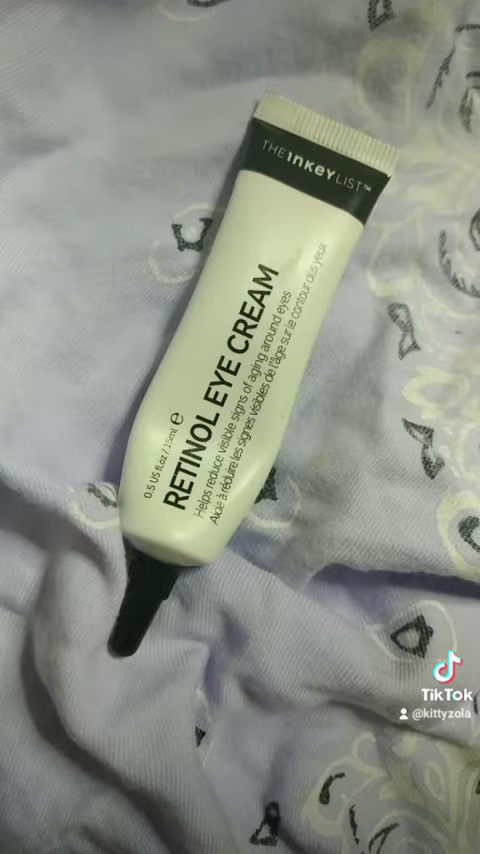 THE INKEY LIST™
RETINOL EYE CREAM
Helps reduce visible signs of aging around eyes
Aide à réduire les signes visibles de l'âge sur le contour des yeux
0.5 US fl.oz / 15ml ℮
TikTok
@kittyzola